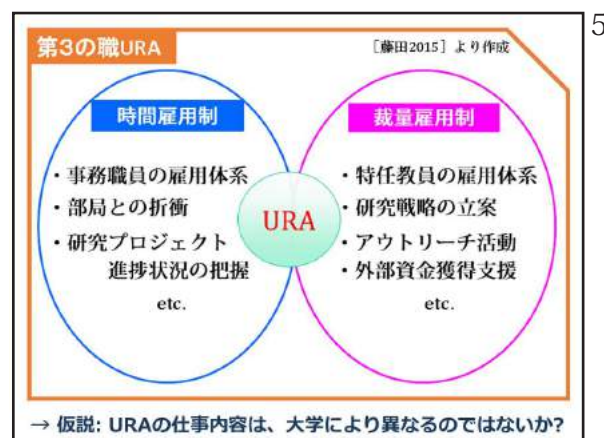 5
第3の職URA
［藤田2015］より作成
時間雇用制
・事務職員の雇用体系
・部局との折衝
・研究プロジェクト
進捗状況の把握
etc.
URA
裁量雇用制
・特任教員の雇用体系
・研究戦略の立案
・アウトリーチ活動
・外部資金獲得支援
etc.
→ 仮説: URAの仕事内容は、大学により異なるのではないか?